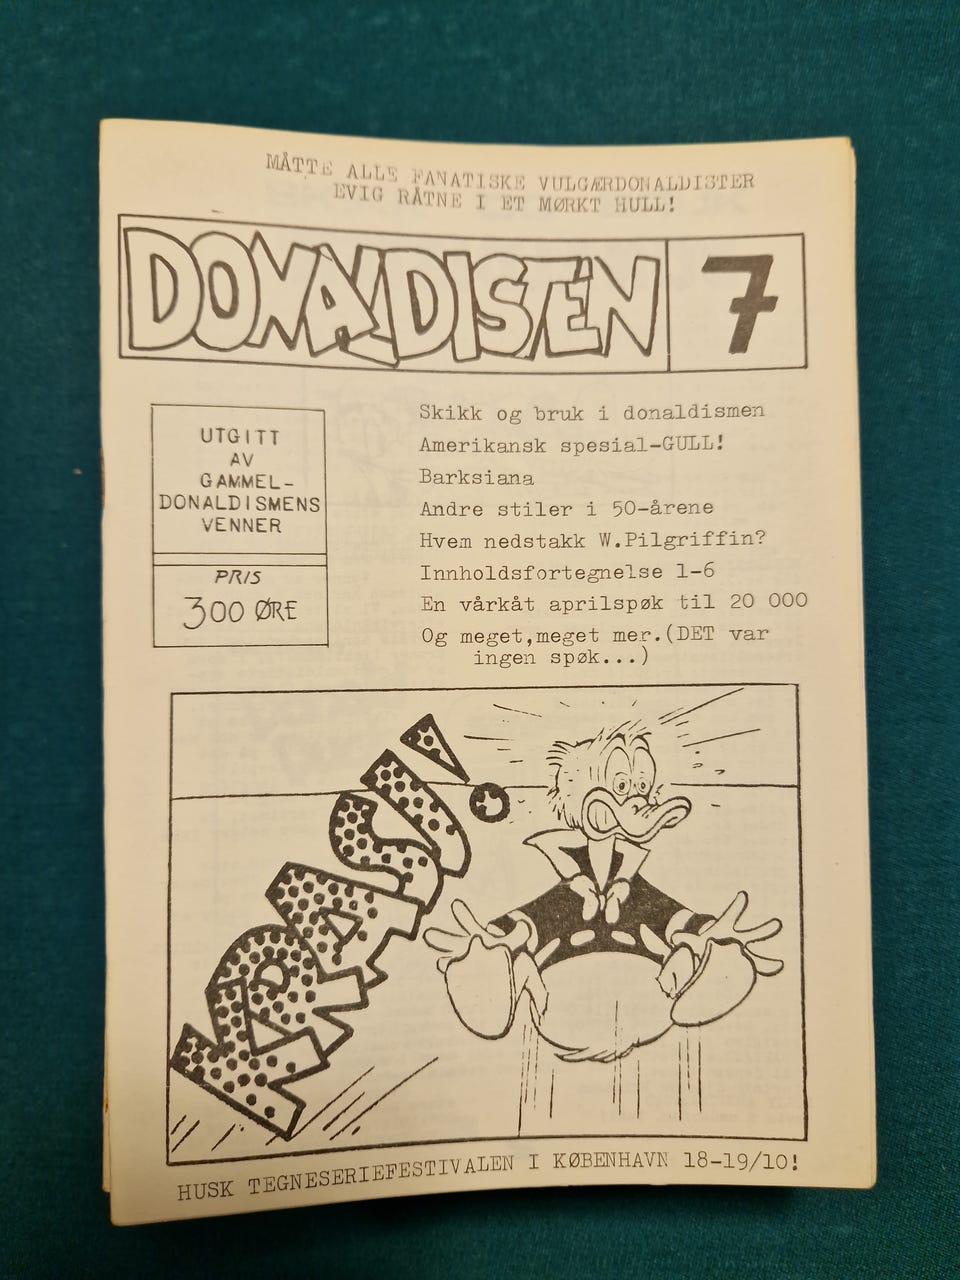 MÅTTE ALLE FANATISKE VULGÆRDONALDISTER
EVIG RÅTNE I ET MØRKT HULL!
DONALDISTEN 7
UTGITT
AV
GAMMEL-
DONALDISMENS
VENNER
PRIS
300 ØRE
Skikk og bruk i donaldismen
Amerikansk spesial-GULL!
Barksiana
Andre stiler i 50-årene
Hvem nedstakk W.Pilgriffin?
Innholdsfortegnelse 1-6
En vårkåt aprilspøk til 20 000
Og meget,meget mer.(DET var
ingen spøk...)
KRASJ!
HUSK TEGNESERIEFESTIVALEN I KØBENHAVN 18-19/10!